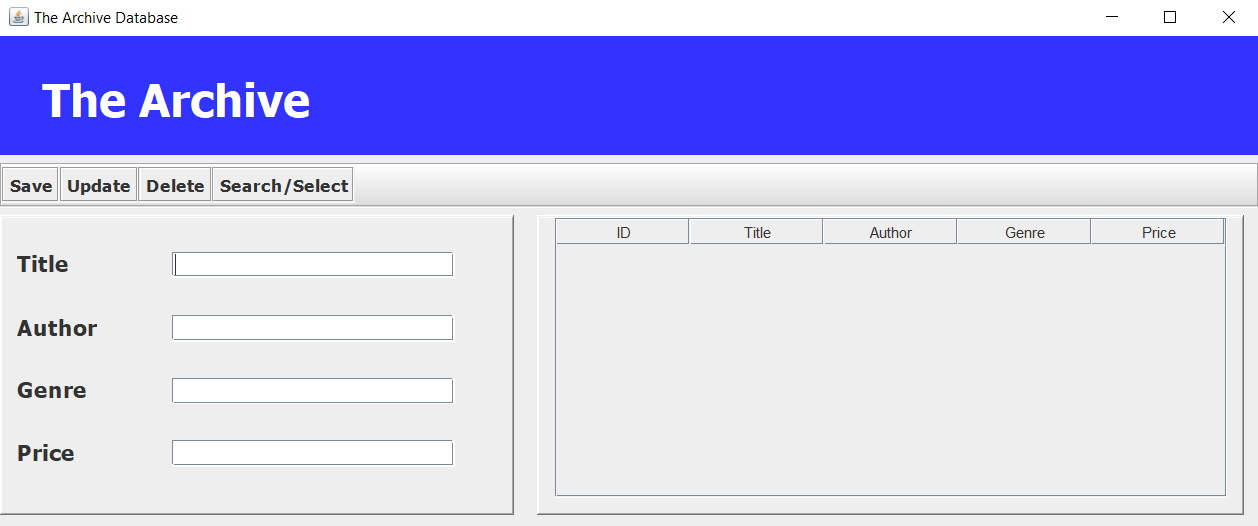 The Archive Database
The Archive
Save Update Delete Search/Select
Title
Author
Genre
Price
ID Title Author Genre Price